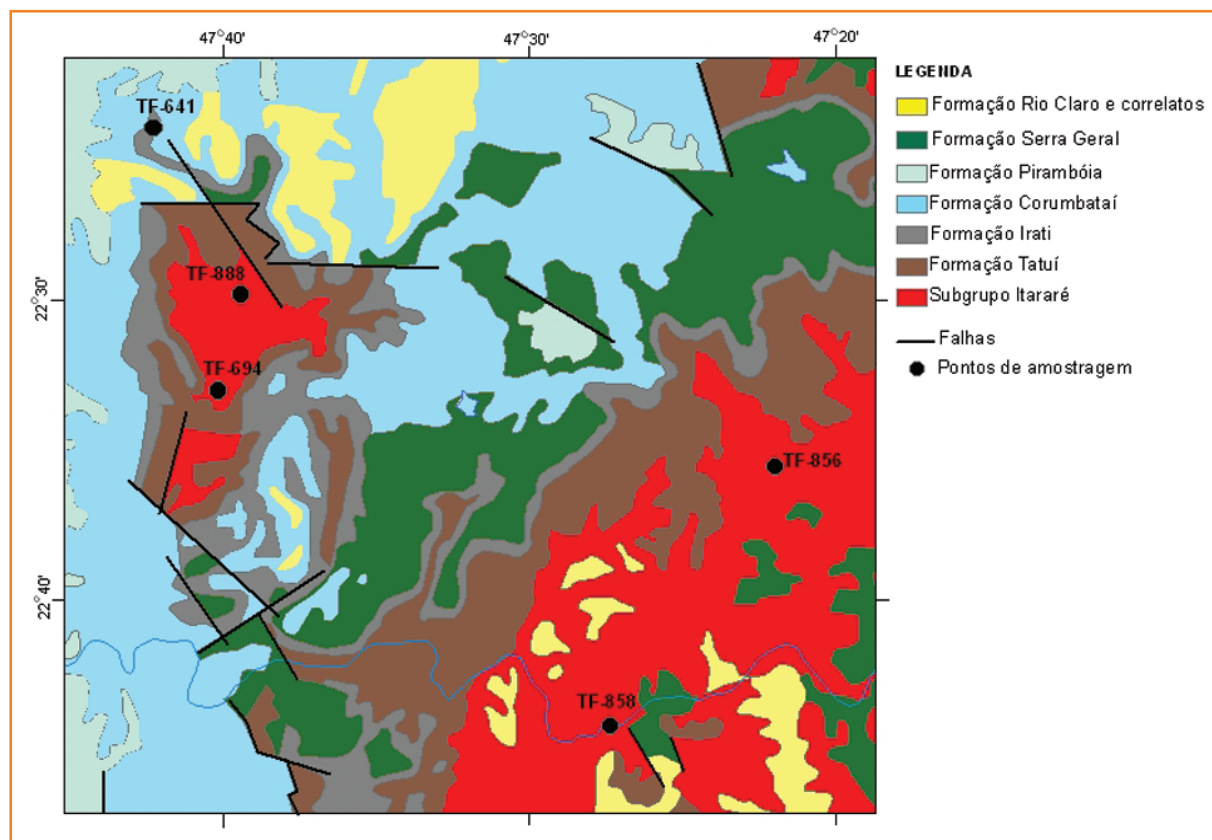 47°40' 47°30' 47°20'
TF-641
TF-888
22°30'
TF-694
TF-856
22°40'
TF-858
LEGENDA
Formação Rio Claro e correlatos
Formação Serra Geral
Formação Pirambóia
Formação Corumbataí
Formação Irati
Formação Tatuí
Subgrupo Itararé
Falhas
Pontos de amostragem